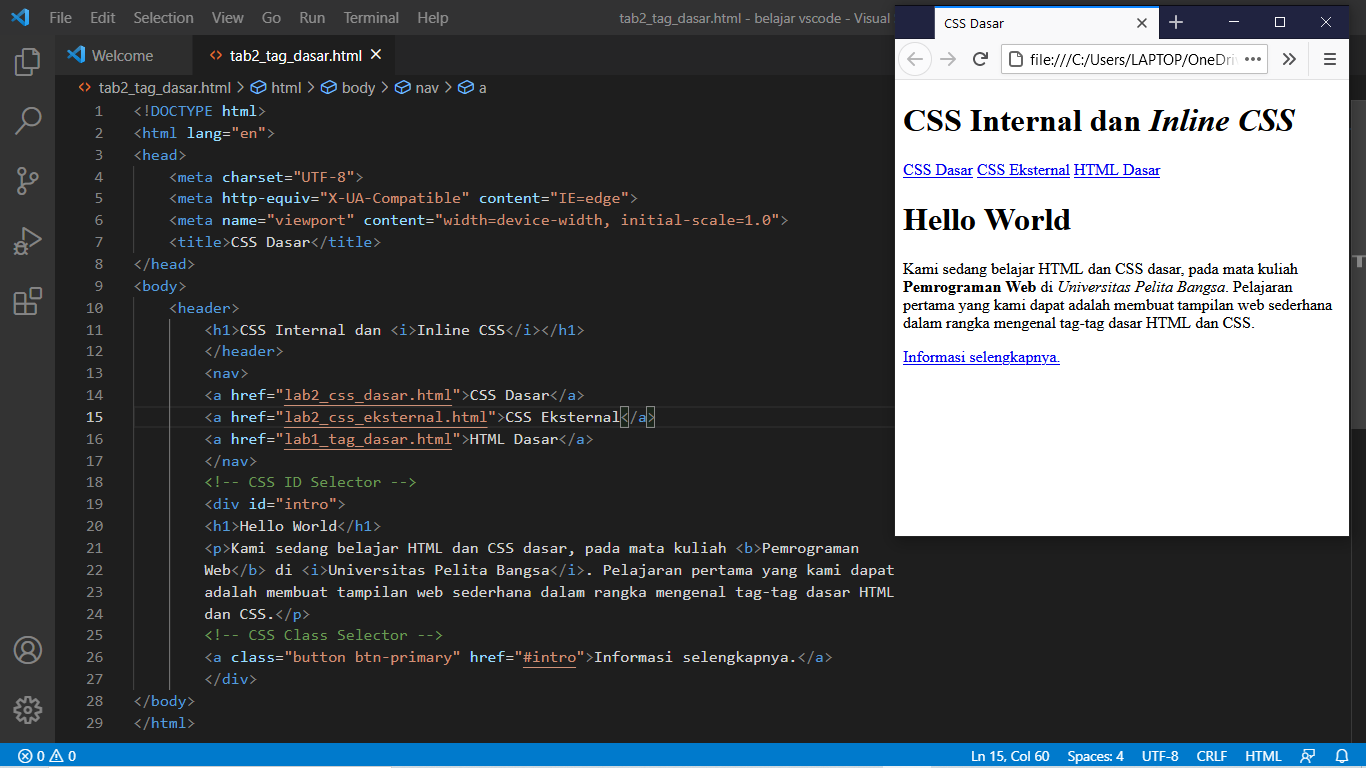 File Edit Selection View Go Run Terminal Help tab2_tag_dasar.html - belajar vscode - Visual
Welcome tab2_tag_dasar.html
tab2_tag_dasar.html > html > body > nav > a
1 <!DOCTYPE html>
2 <html lang="en">
3 <head>
4 <meta charset="UTF-8">
5 <meta http-equiv="X-UA-Compatible" content="IE=edge">
6 <meta name="viewport" content="width=device-width, initial-scale=1.0">
7 <title>CSS Dasar</title>
8 </head>
9 <body>
10 <header>
11 <h1>CSS Internal dan <i>Inline CSS</i></h1>
12 </header>
13 <nav>
14 <a href="lab2_css_dasar.html">CSS Dasar</a>
15 <a href="lab2_css_eksternal.html">CSS Eksternal</a>
16 <a href="lab1_tag_dasar.html">HTML Dasar</a>
17 </nav>
18 <!-- CSS ID Selector -->
19 <div id="intro">
20 <h1>Hello World</h1>
21 <p>Kami sedang belajar HTML dan CSS dasar, pada mata kuliah <b>Pemrograman
22 Web</b> di <i>Universitas Pelita Bangsa</i>. Pelajaran pertama yang kami dapat
23 adalah membuat tampilan web sederhana dalam rangka mengenal tag-tag dasar HTML
24 dan CSS.</p>
25 <!-- CSS Class Selector -->
26 <a class="button btn-primary" href="#intro">Informasi selengkapnya.</a>
27 </div>
28 </body>
29 </html>
0 0 Ln 15, Col 60 Spaces: 4 UTF-8 CRLF HTML
CSS Dasar
file:///C:/Users/LAPTOP/OneDri
CSS Internal dan Inline CSS
CSS Dasar CSS Eksternal HTML Dasar
Hello World
Kami sedang belajar HTML dan CSS dasar, pada mata kuliah
Pemrograman Web di Universitas Pelita Bangsa. Pelajaran
pertama yang kami dapat adalah membuat tampilan web sederhana
dalam rangka mengenal tag-tag dasar HTML dan CSS.
Informasi selengkapnya.